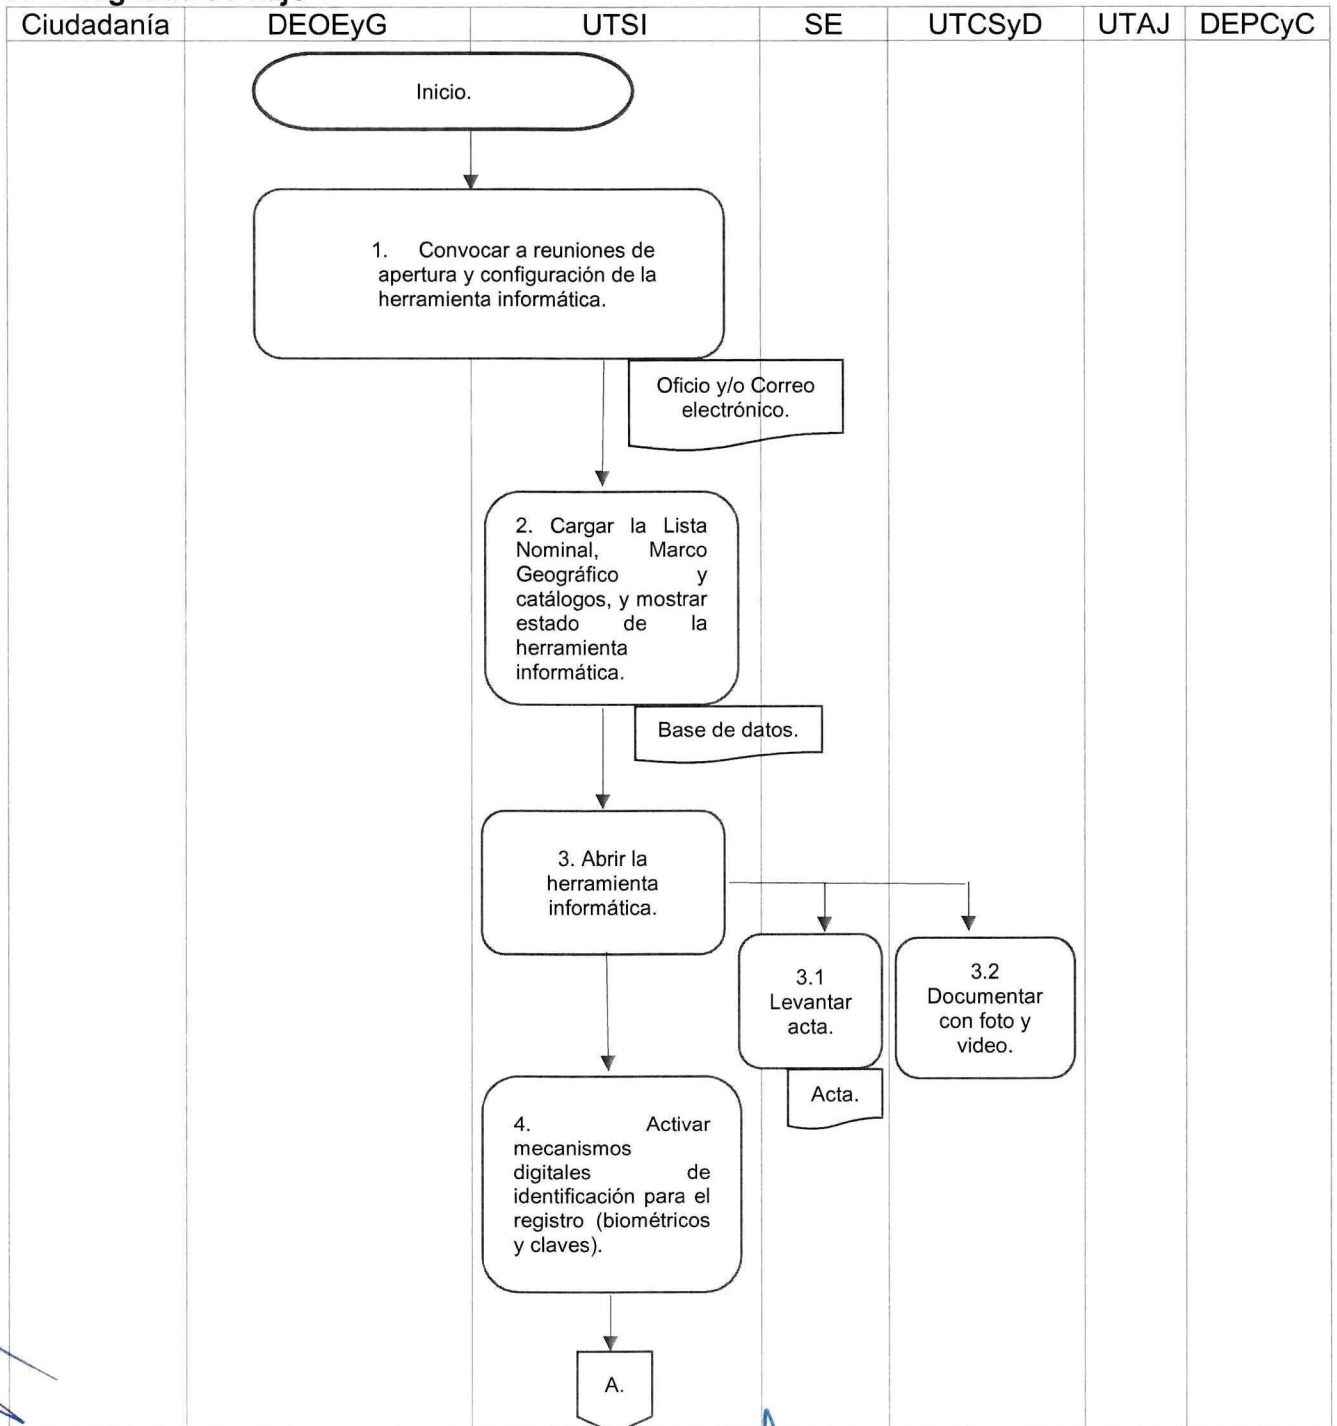 Ciudadanía DEOEyG UTSI SE UTCSyD UTAJ DEPCyC
Inicio.
1. Convocar a reuniones de
apertura y configuración de la
herramienta informática.
Oficio y/o Correo
electrónico.
2. Cargar la Lista
Nominal, Marco
Geográfico y
catálogos, y mostrar
estado de la
herramienta
informática.
Base de datos.
3. Abrir la
herramienta
informática.
3.1
Levantar
acta.
Acta.
3.2
Documentar
con foto y
video.
4. Activar
mecanismos
digitales de
identificación para el
registro (biométricos
y claves).
A.